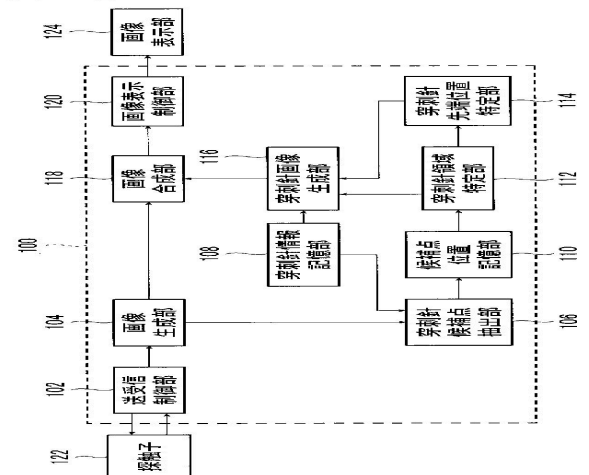 100
122
探触子
102
送受信
制御部
104
画像
生成部
118
画像
合成部
120
画像表示
制御部
124
画像
表示部
106
穿刺針
候補点
抽出部
108
穿刺針情報
記憶部
110
候補点
位置
記憶部
112
穿刺針領域
特定部
114
穿刺針
先端位置
特定部
116
穿刺針画像
生成部